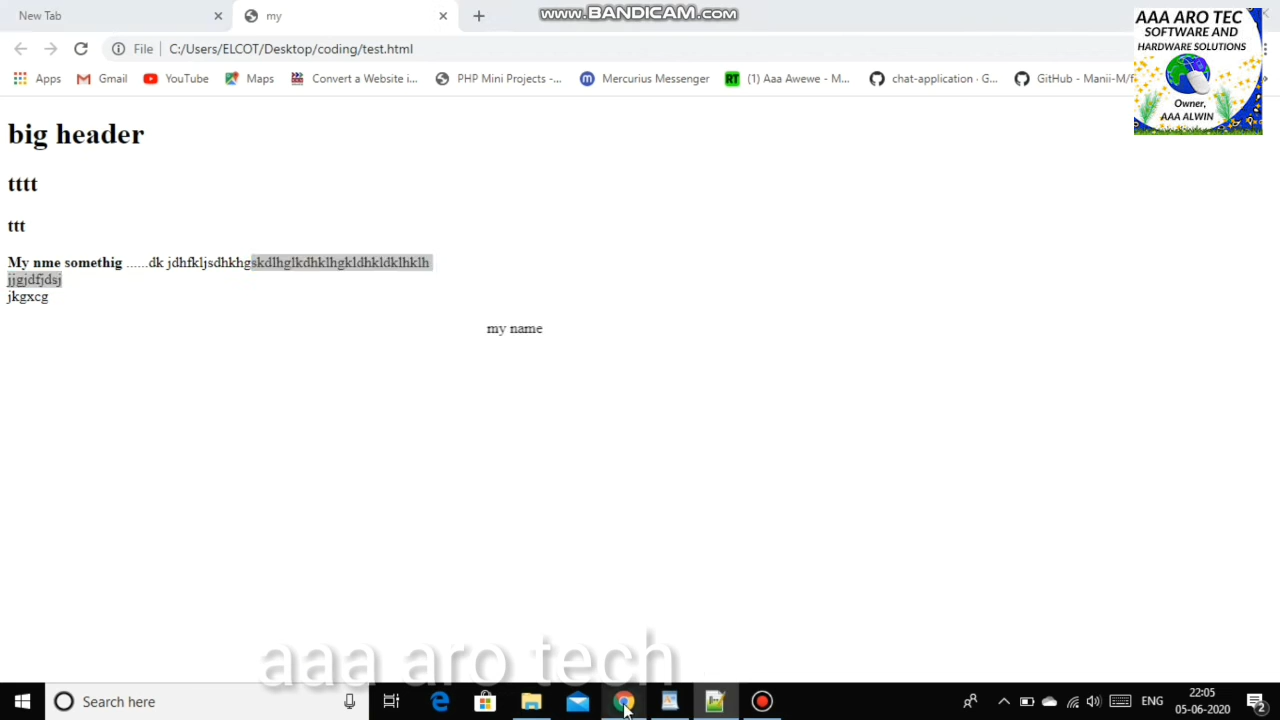 New Tab
my
www.BANDICAM.com
File
C:/Users/ELCOT/Desktop/coding/test.html
Apps
Gmail
YouTube
Maps
Convert a Website i...
PHP Mini Projects -...
Mercurius Messenger
RT
(1) Aaa Awewe - M...
chat-application · G...
GitHub - Manii-M/f
AAA ARO TEC
SOFTWARE AND
HARDWARE SOLUTIONS
Owner,
AAA ALWIN
big header
tttt
ttt
My nme somethig ......dk jdhfkljsdhkhgskdlhglkdhklhgkldhkldklhklh
jjgjdfjdsj
jkgxcg
my name
aaa aro tech
Search here
ENG
22:05
05-06-2020
2